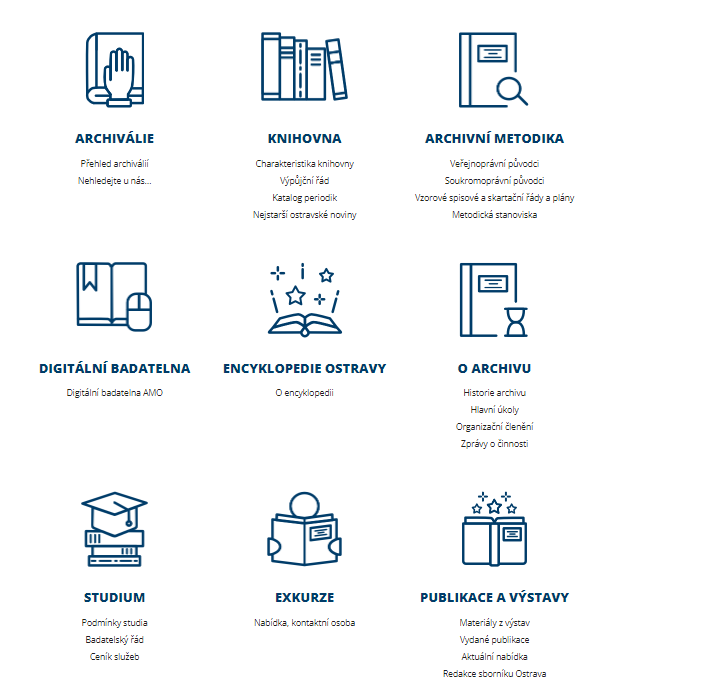 ARCHIVÁLIE
Přehled archiválií
Nehledejte u nás...
KNIHOVNA
Charakteristika knihovny
Výpůjční řád
Katalog periodik
Nejstarší ostravské noviny
ARCHIVNÍ METODIKA
Veřejnoprávní původci
Soukromoprávní původci
Vzorové spisové a skartační řády a plány
Metodická stanoviska
DIGITÁLNÍ BADATELNA
Digitální badatelna AMO
ENCYKLOPEDIE OSTRAVY
O encyklopedii
O ARCHIVU
Historie archivu
Hlavní úkoly
Organizační členění
Zprávy o činnosti
STUDIUM
Podmínky studia
Badatelský řád
Ceník služeb
EXKURZE
Nabídka, kontaktní osoba
PUBLIKACE A VÝSTAVY
Materiály z výstav
Vydané publikace
Aktuální nabídka
Redakce sborníku Ostrava